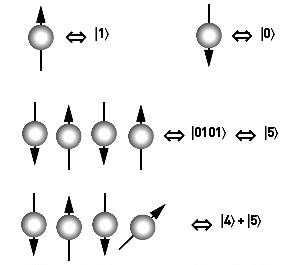 ⇔ |1⟩ ⇔ |0⟩
⇔ |0101⟩ ⇔ |5⟩
⇔ |4⟩ + |5⟩